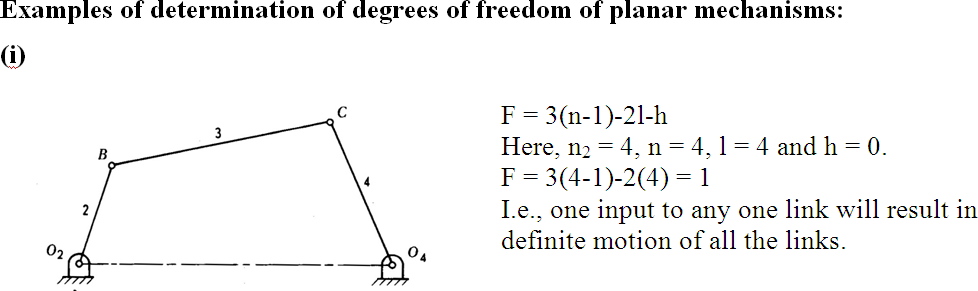 Examples of determination of degrees of freedom of planar mechanisms:
(i)
F = 3(n-1)-2l-h
Here, n₂ = 4, n = 4, l = 4 and h = 0.
F = 3(4-1)-2(4) = 1
I.e., one input to any one link will result in
definite motion of all the links.
C
3
B
4
2
O₂
O₄